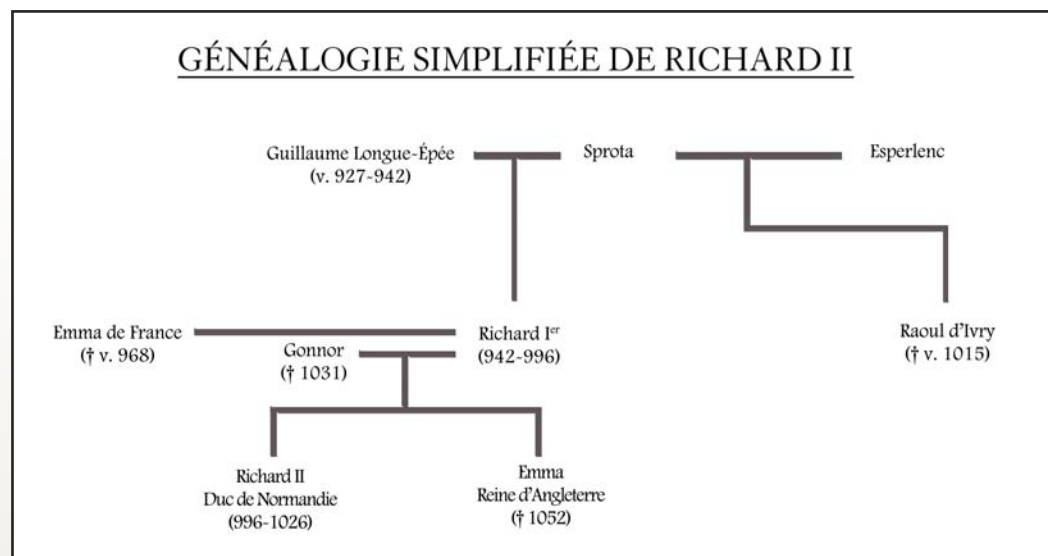 GÉNÉALOGIE SIMPLIFIÉE DE RICHARD II
Guillaume Longue-Épée
(v. 927-942)
Sprota
Esperlenc
Emma de France
(† v. 968)
Gonnor
(† 1031)
Richard Iᵉʳ
(942-996)
Raoul d'Ivry
(† v. 1015)
Richard II
Duc de Normandie
(996-1026)
Emma
Reine d'Angleterre
(† 1052)